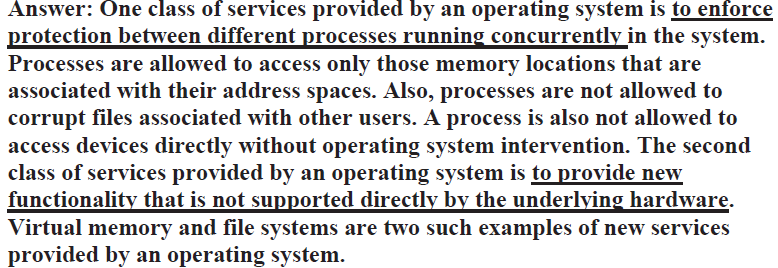 Answer: One class of services provided by an operating system is to enforce
protection between different processes running concurrently in the system.
Processes are allowed to access only those memory locations that are
associated with their address spaces. Also, processes are not allowed to
corrupt files associated with other users. A process is also not allowed to
access devices directly without operating system intervention. The second
class of services provided by an operating system is to provide new
functionality that is not supported directly by the underlying hardware.
Virtual memory and file systems are two such examples of new services
provided by an operating system.